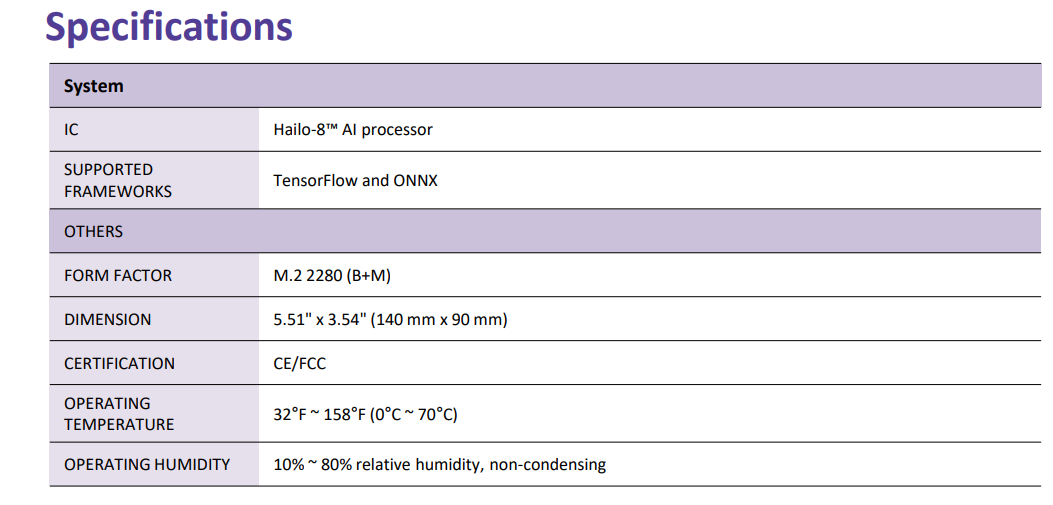 Specifications
System
IC
Hailo-8™ AI processor
SUPPORTED
FRAMEWORKS
TensorFlow and ONNX
OTHERS
FORM FACTOR
M.2 2280 (B+M)
DIMENSION
5.51" x 3.54" (140 mm x 90 mm)
CERTIFICATION
CE/FCC
OPERATING
TEMPERATURE
32°F ~ 158°F (0°C ~ 70°C)
OPERATING HUMIDITY
10% ~ 80% relative humidity, non-condensing